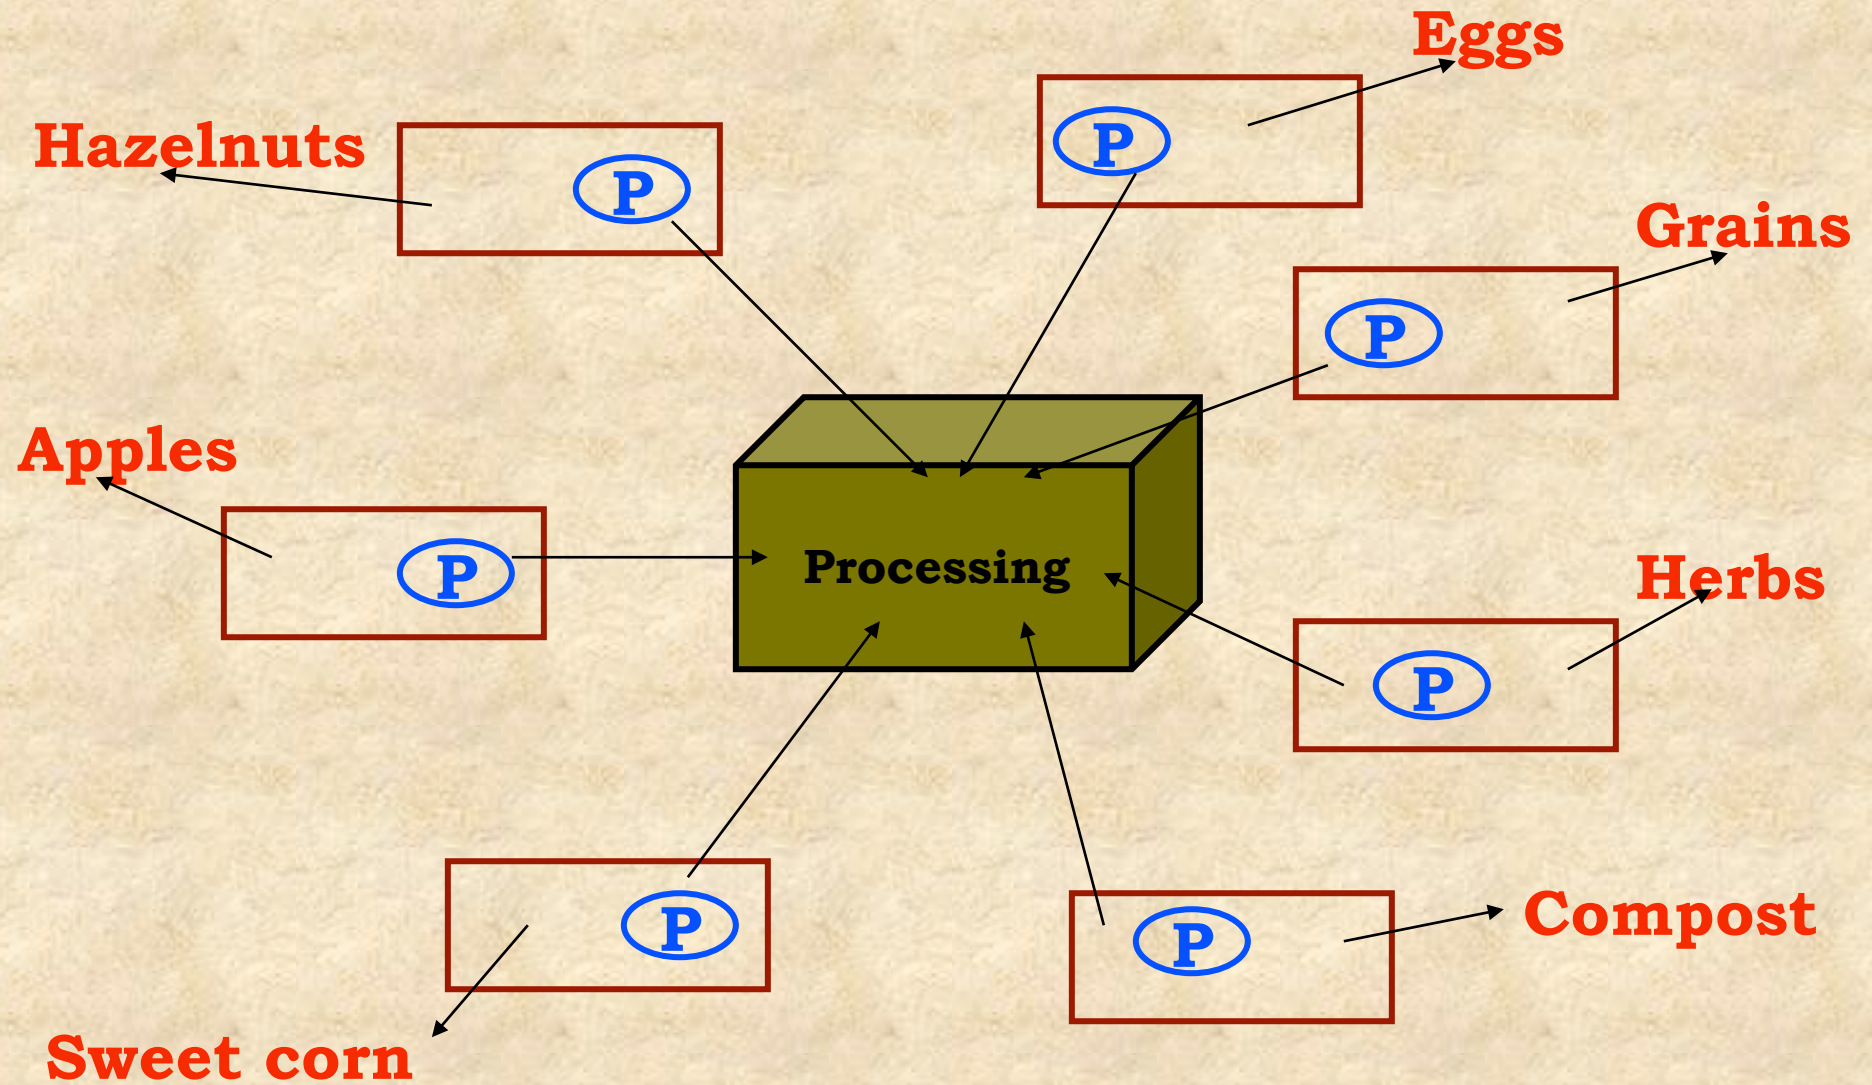 Eggs
Hazelnuts
P
P
Grains
P
Apples
P
Processing
Herbs
P
P
P
Compost
Sweet corn